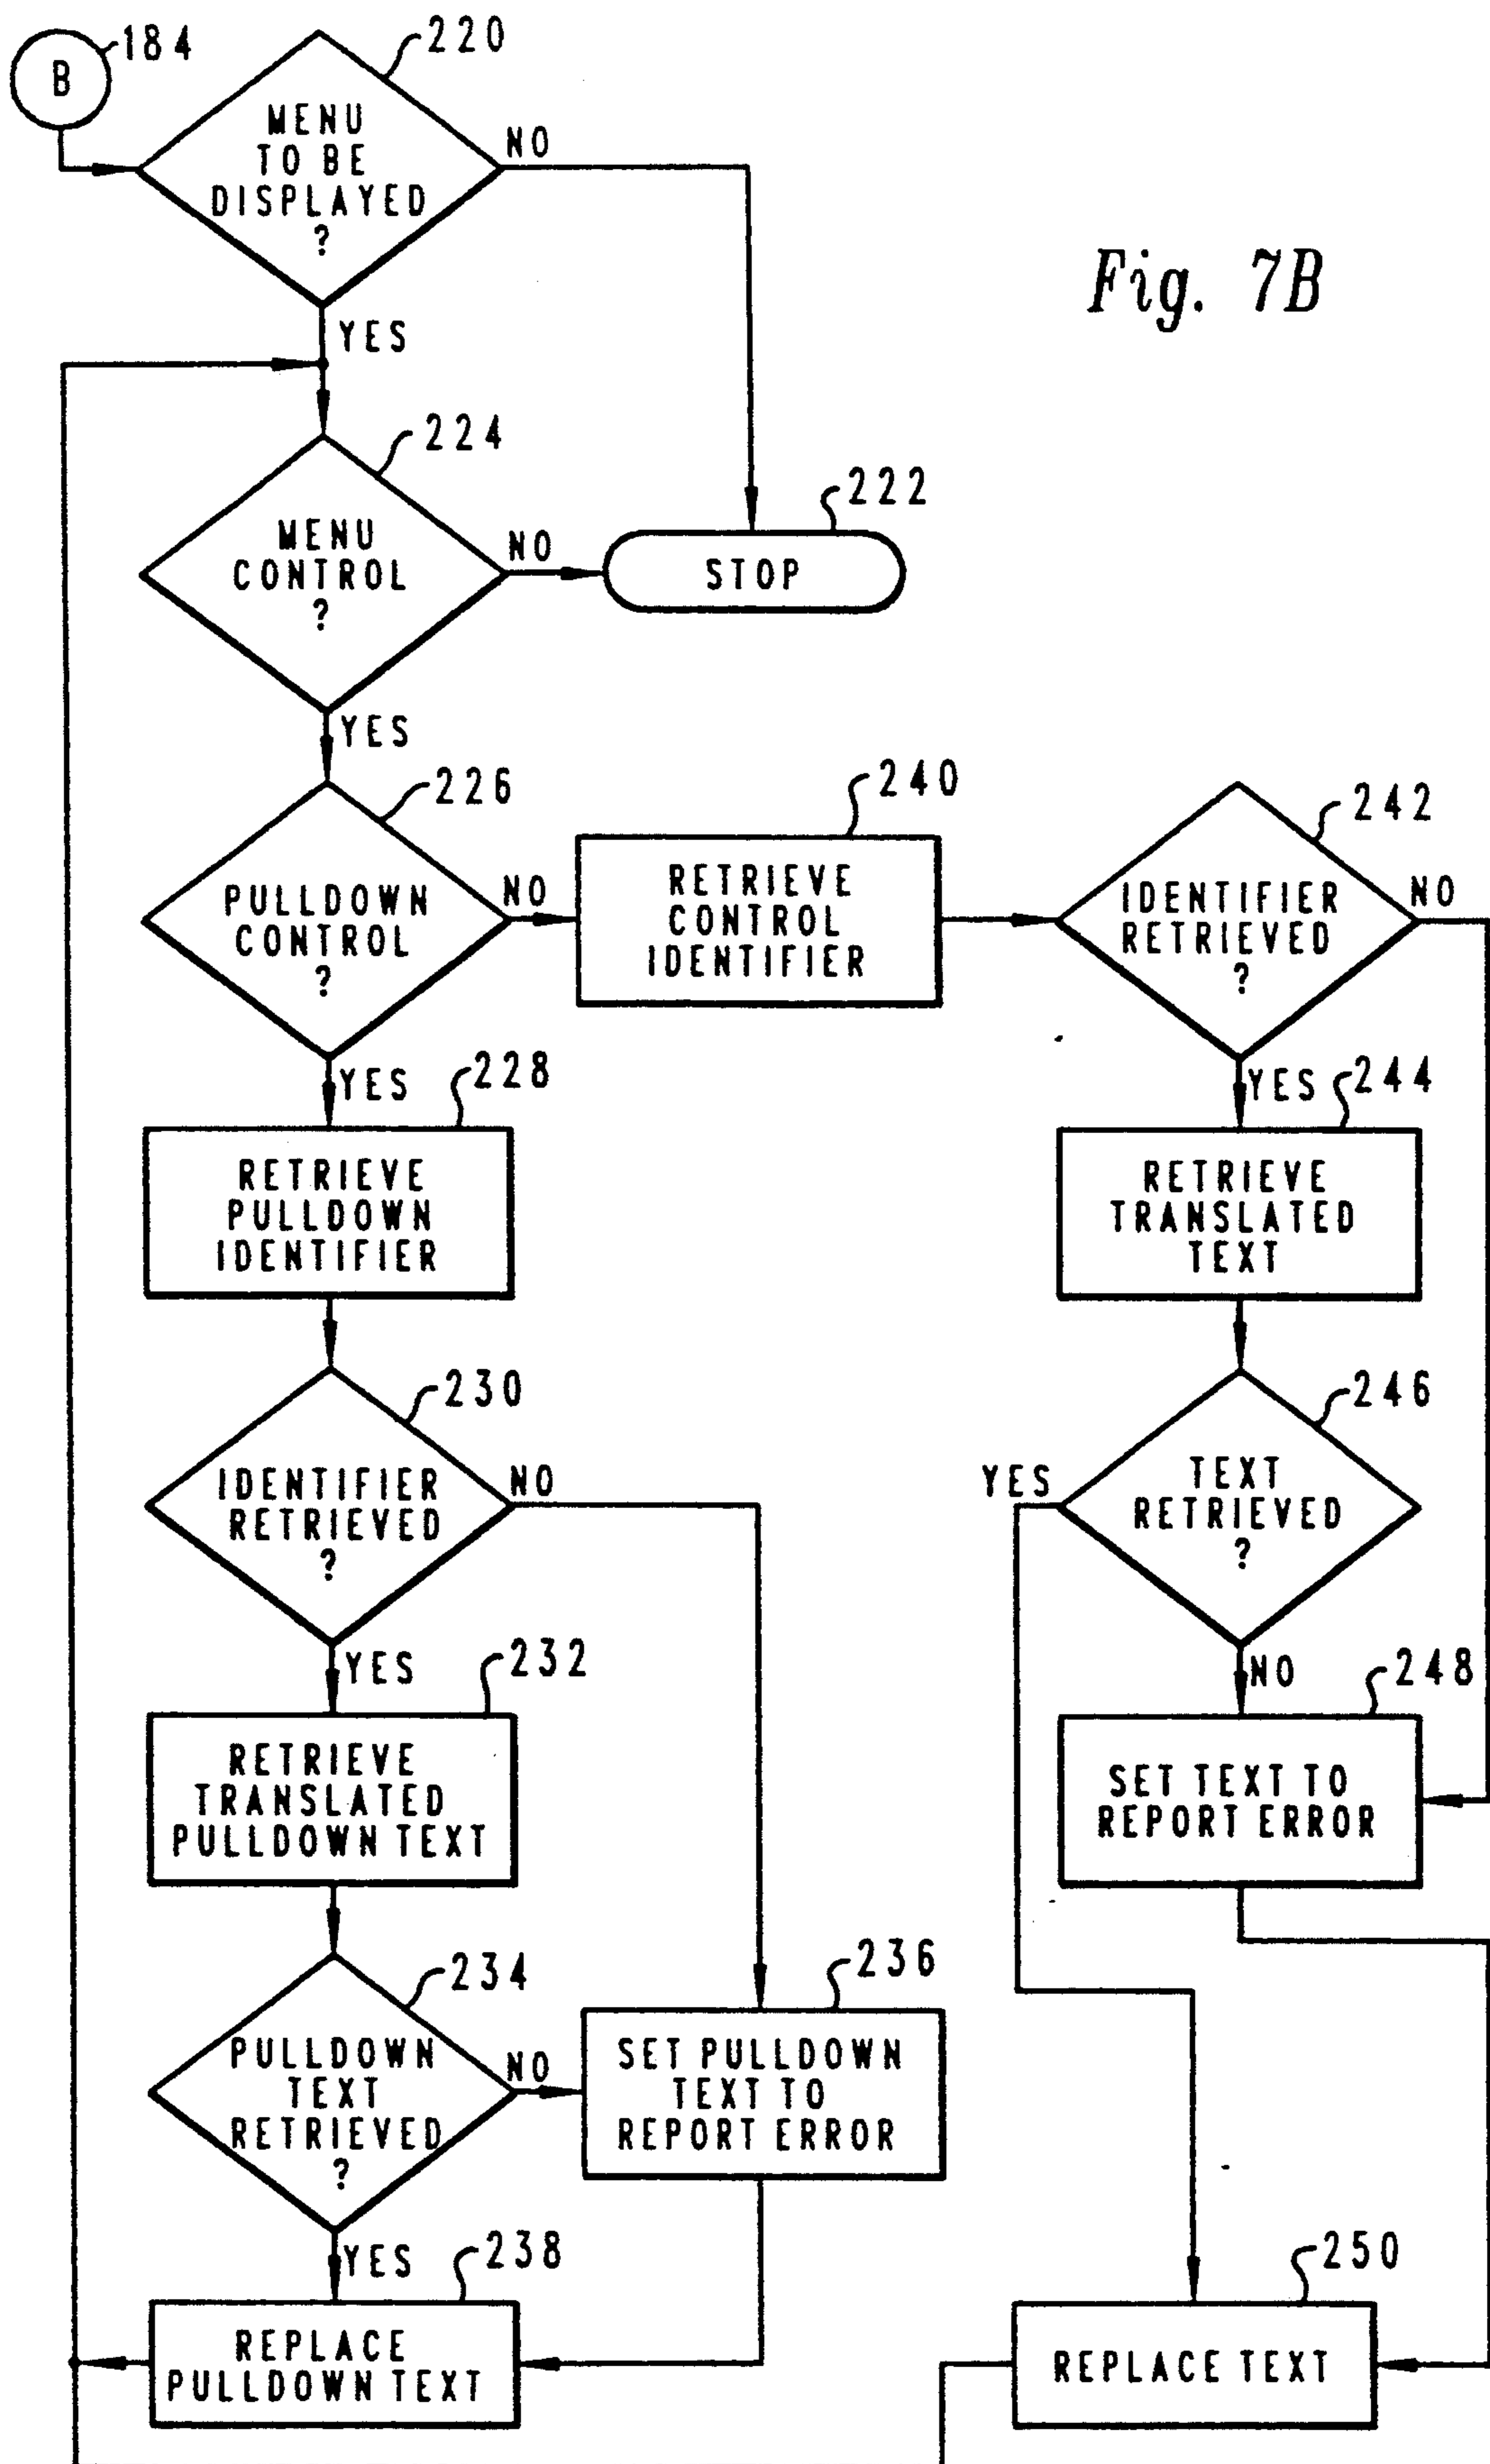 184
B
220
MENU
TO BE
DISPLAYED
?
NO
YES
Fig. 7B
224
MENU
CONTROL
?
NO
222
STOP
YES
226
PULLDOWN
CONTROL
?
NO
240
RETRIEVE
CONTROL
IDENTIFIER
242
IDENTIFIER
RETRIEVED
?
NO
YES
228
RETRIEVE
PULLDOWN
IDENTIFIER
YES
244
RETRIEVE
TRANSLATED
TEXT
230
IDENTIFIER
RETRIEVED
?
NO
246
YES
TEXT
RETRIEVED
?
YES
232
RETRIEVE
TRANSLATED
PULLDOWN TEXT
NO
248
SET TEXT TO
REPORT ERROR
234
PULLDOWN
TEXT
RETRIEVED
?
NO
236
SET PULLDOWN
TEXT TO
REPORT ERROR
YES
238
REPLACE
PULLDOWN TEXT
250
REPLACE TEXT